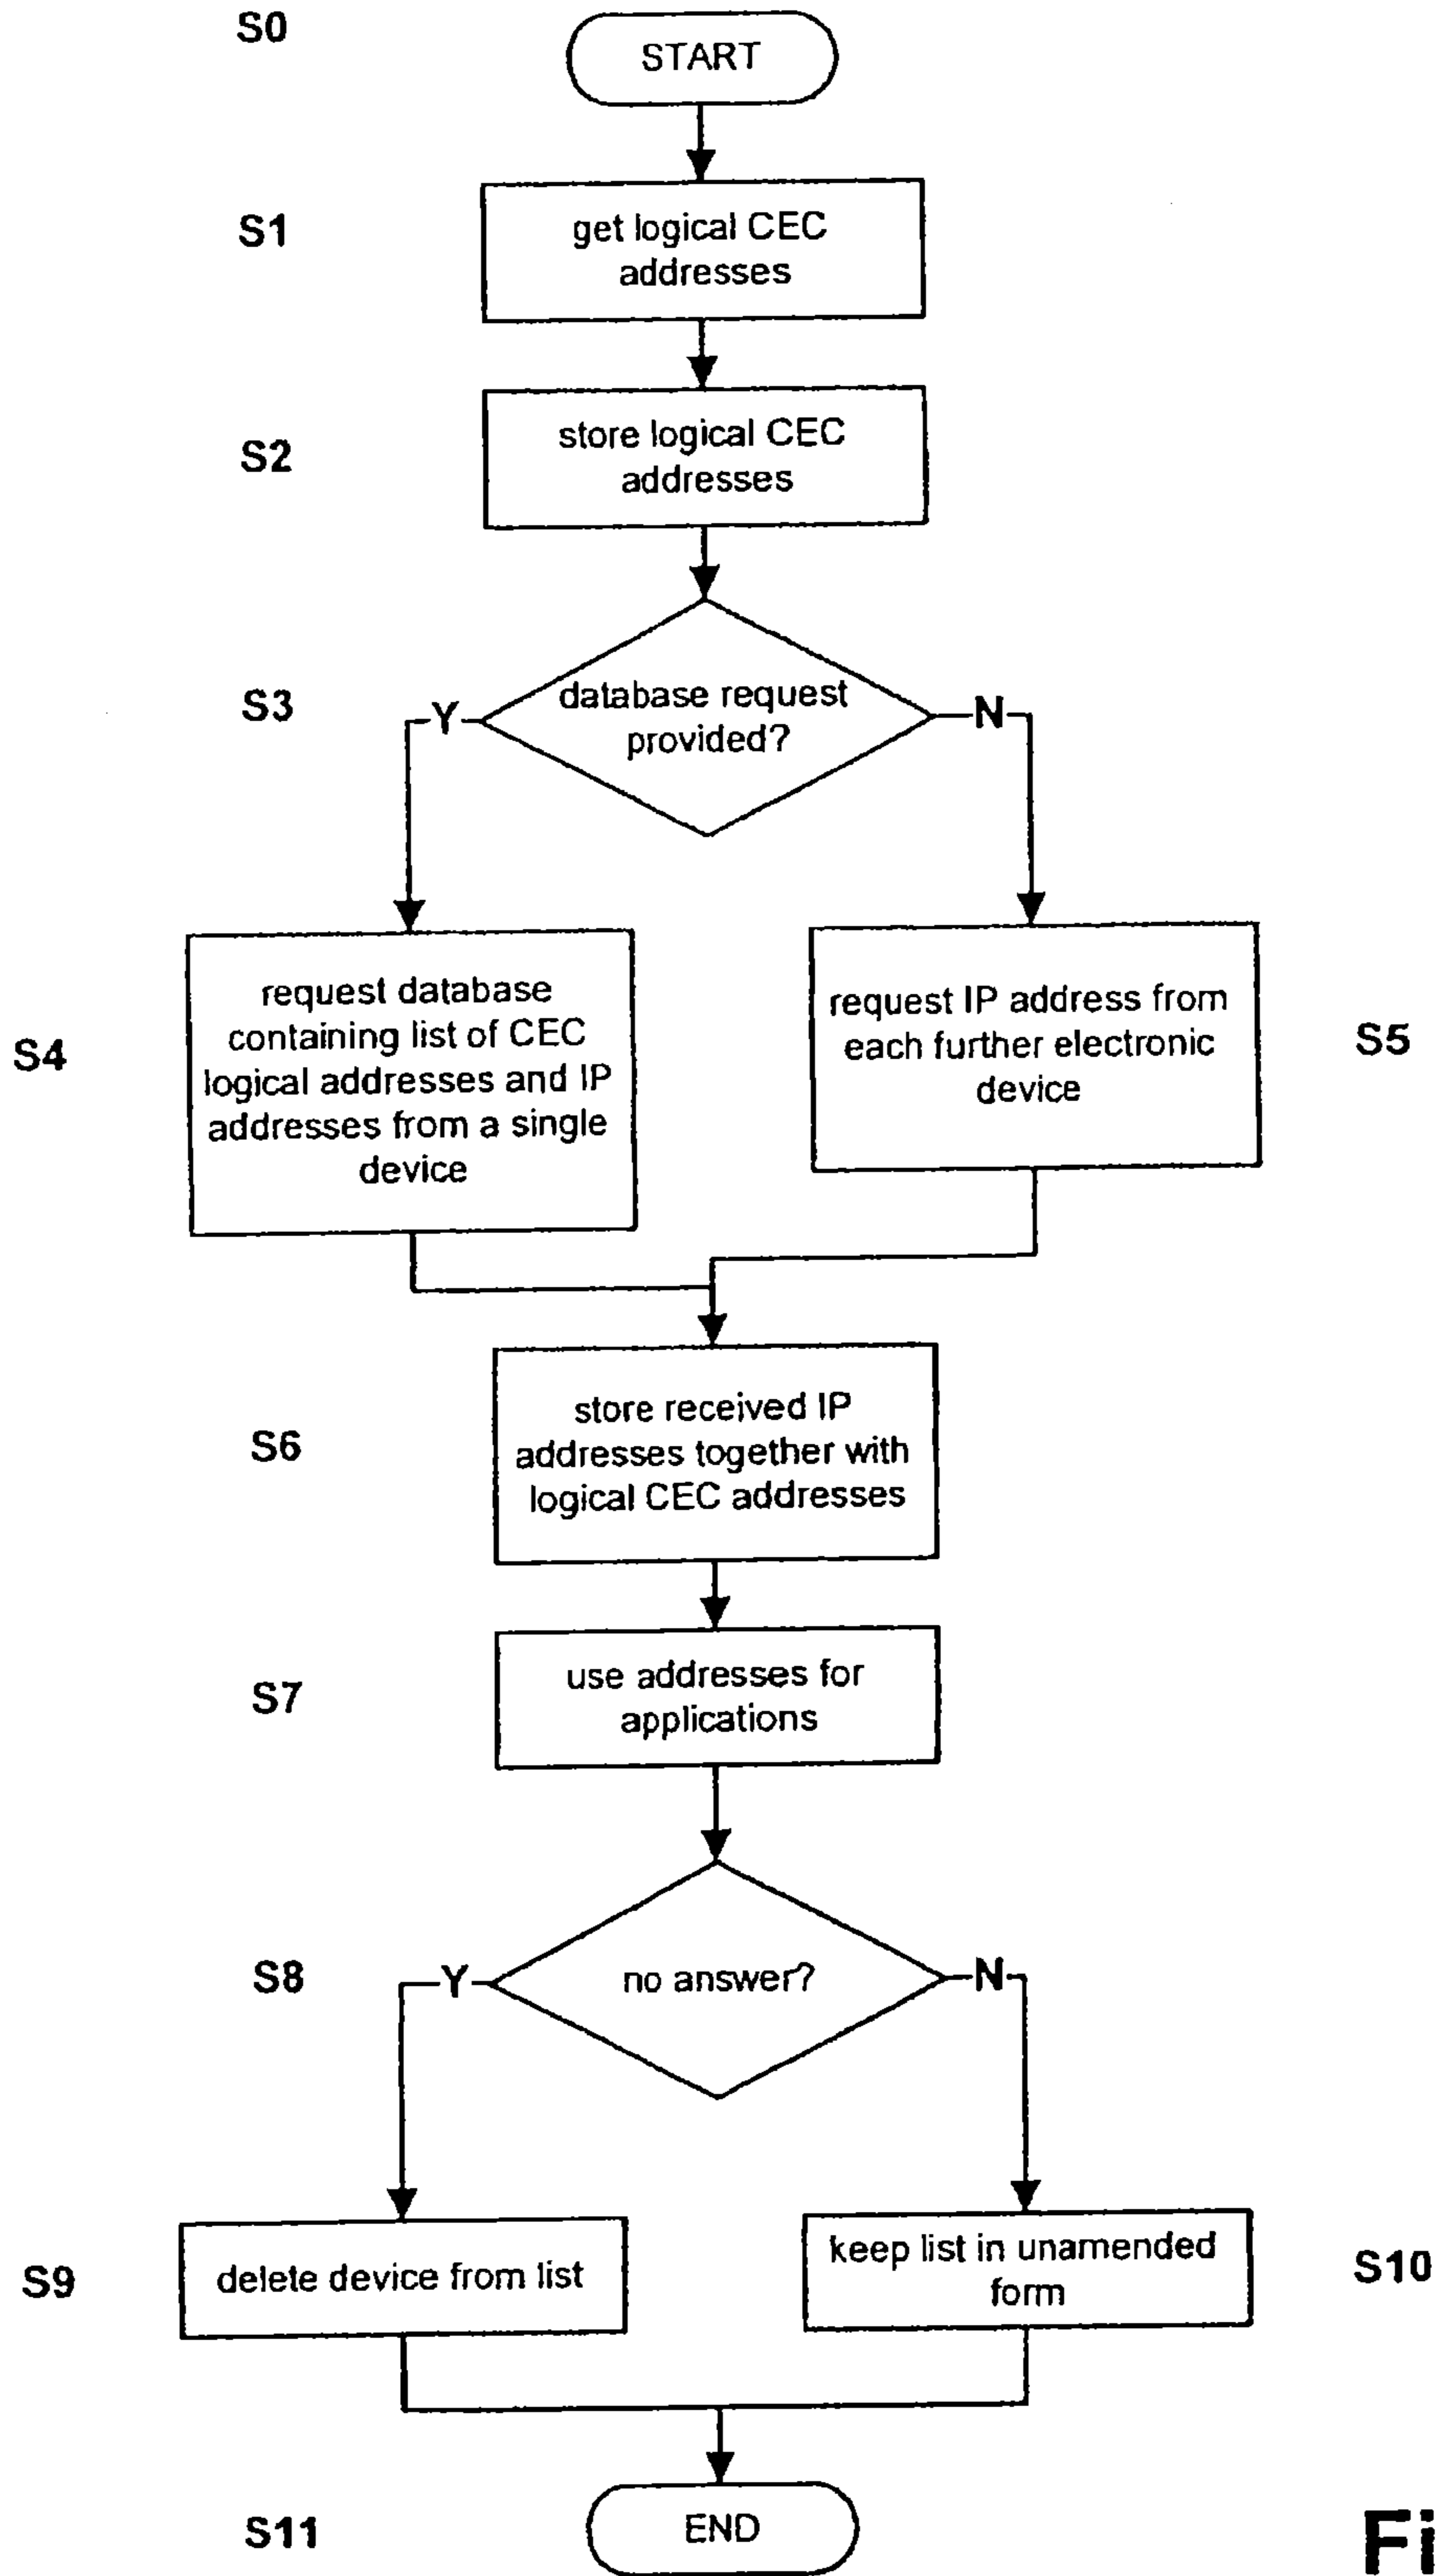 S0
START
S1
get logical CEC
addresses
S2
store logical CEC
addresses
S3
Y
database request
provided?
N
S4
request database
containing list of CEC
logical addresses and IP
addresses from a single
device
request IP address from
each further electronic
device
S5
S6
store received IP
addresses together with
logical CEC addresses
S7
use addresses for
applications
S8
Y
no answer?
N
S9
delete device from list
keep list in unamended
form
S10
S11
END
Fi